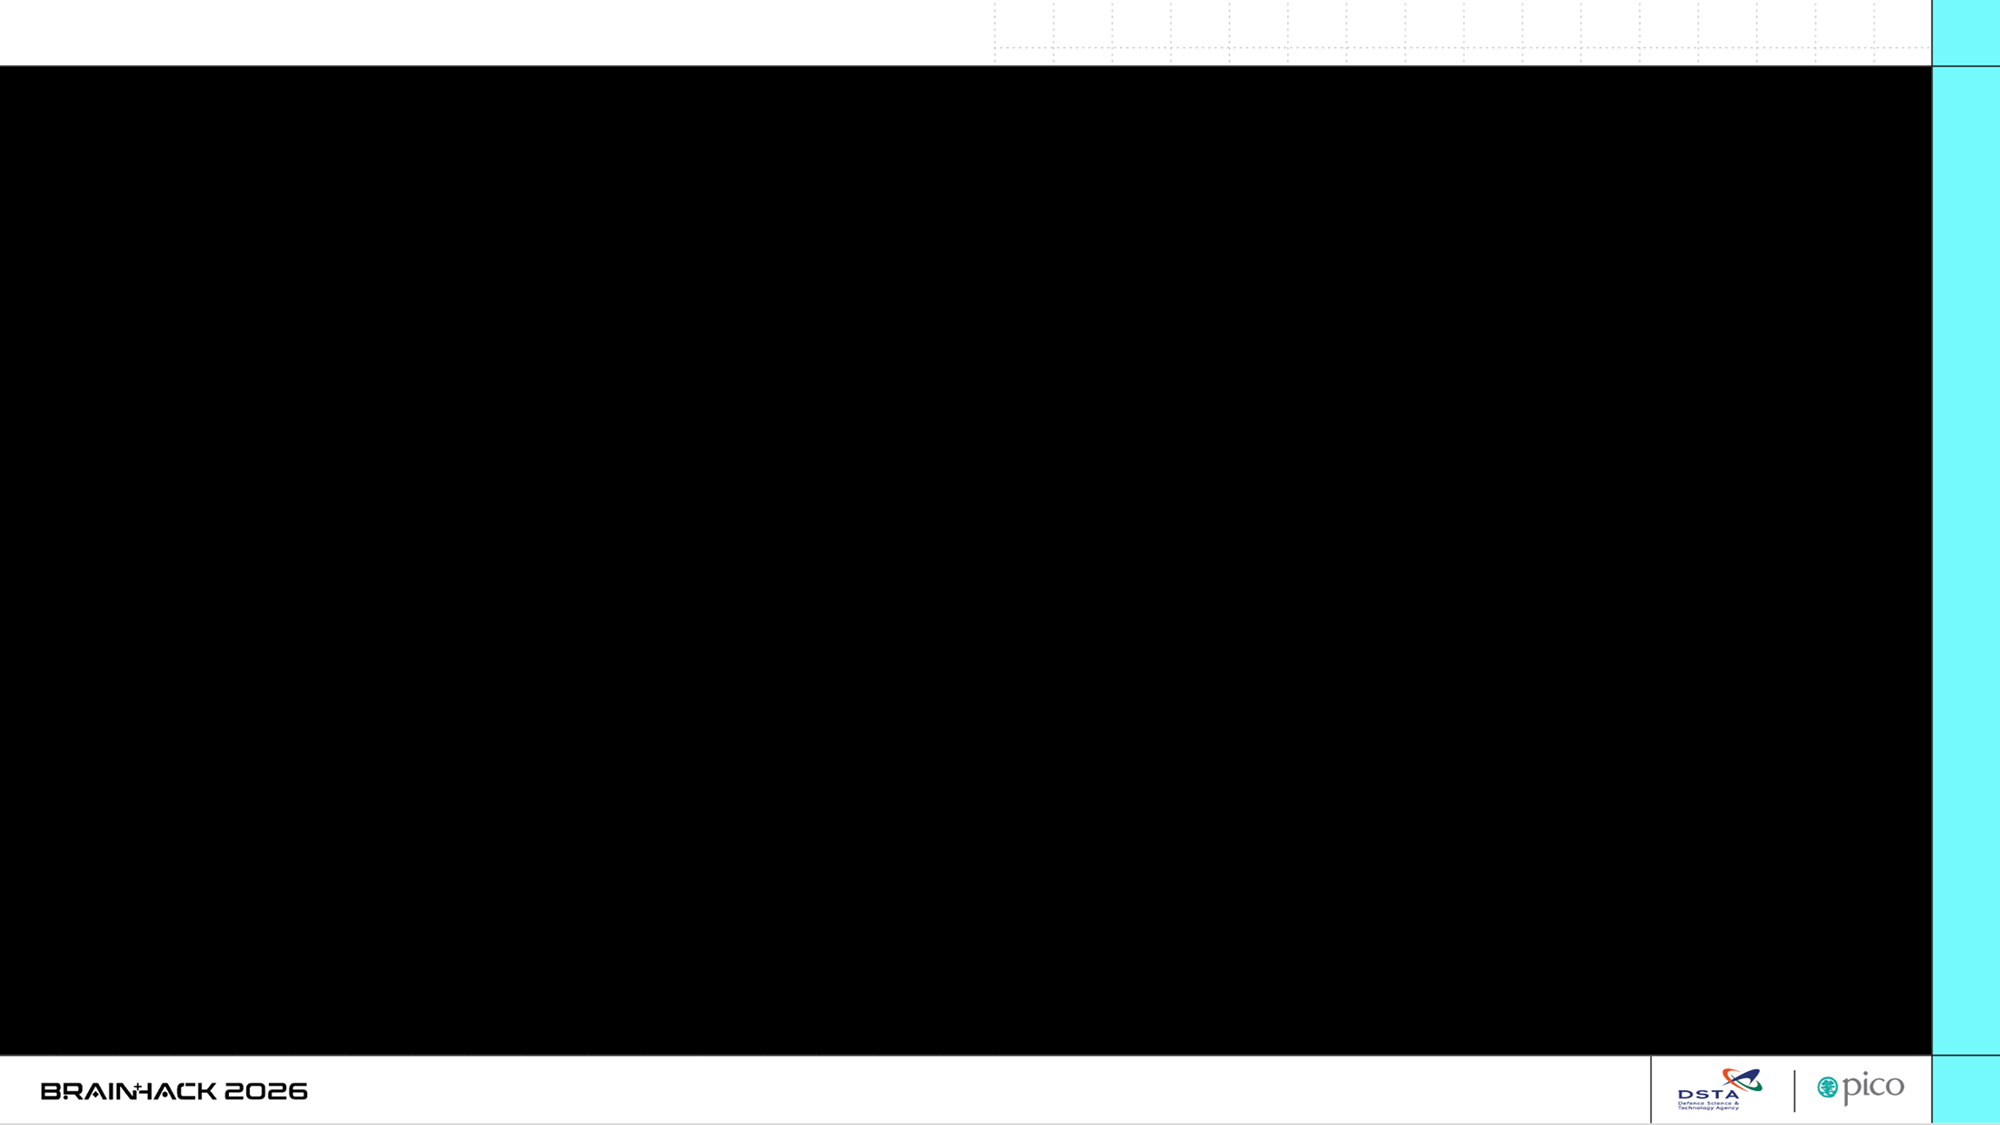 BRAINHACK 2026
DSTA
Defence Science &
Technology Agency
pico